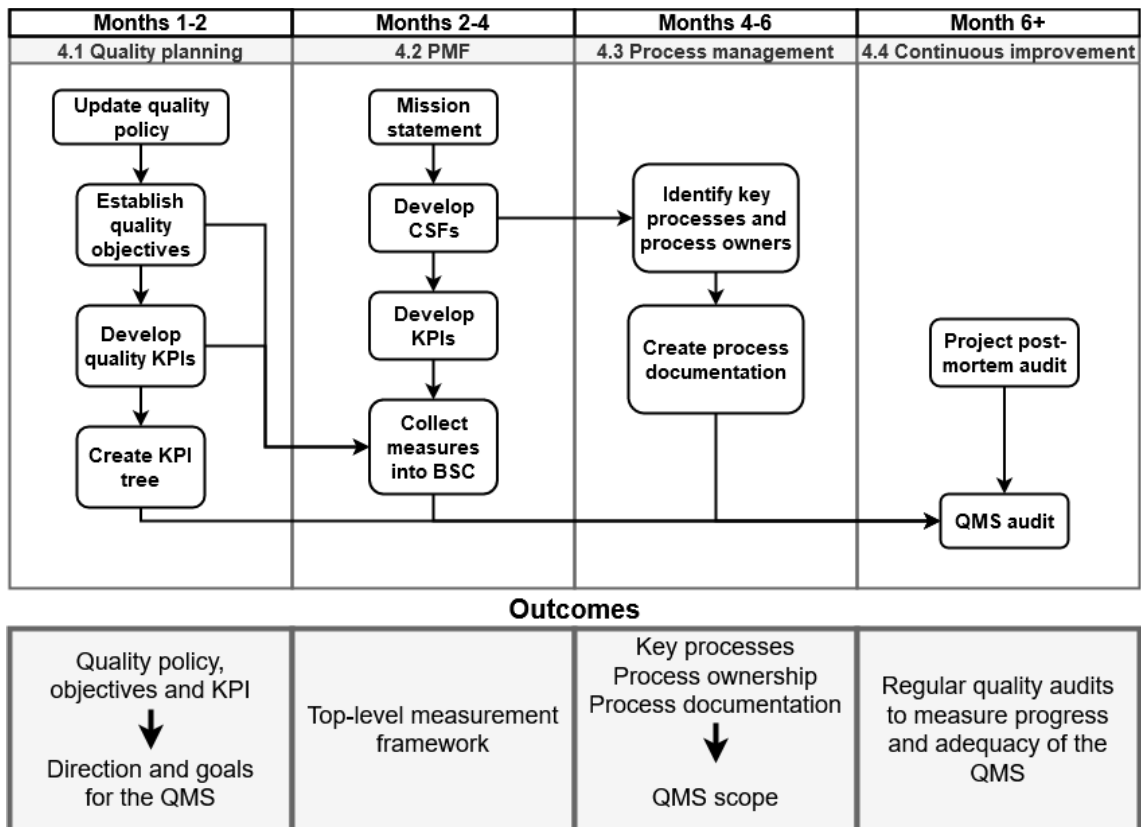 Months 1-2
Months 2-4
Months 4-6
Month 6+
4.1 Quality planning
4.2 PMF
4.3 Process management
4.4 Continuous improvement
Update quality
policy
Establish
quality
objectives
Develop
quality KPIs
Create KPI
tree
Mission
statement
Develop
CSFs
Develop
KPIs
Collect
measures
into BSC
Identify key
processes and
process owners
Create process
documentation
Project post-
mortem audit
QMS audit
Outcomes
Quality policy,
objectives and KPI
Direction and goals
for the QMS
Top-level measurement
framework
Key processes
Process ownership
Process documentation
QMS scope
Regular quality audits
to measure progress
and adequacy of the
QMS